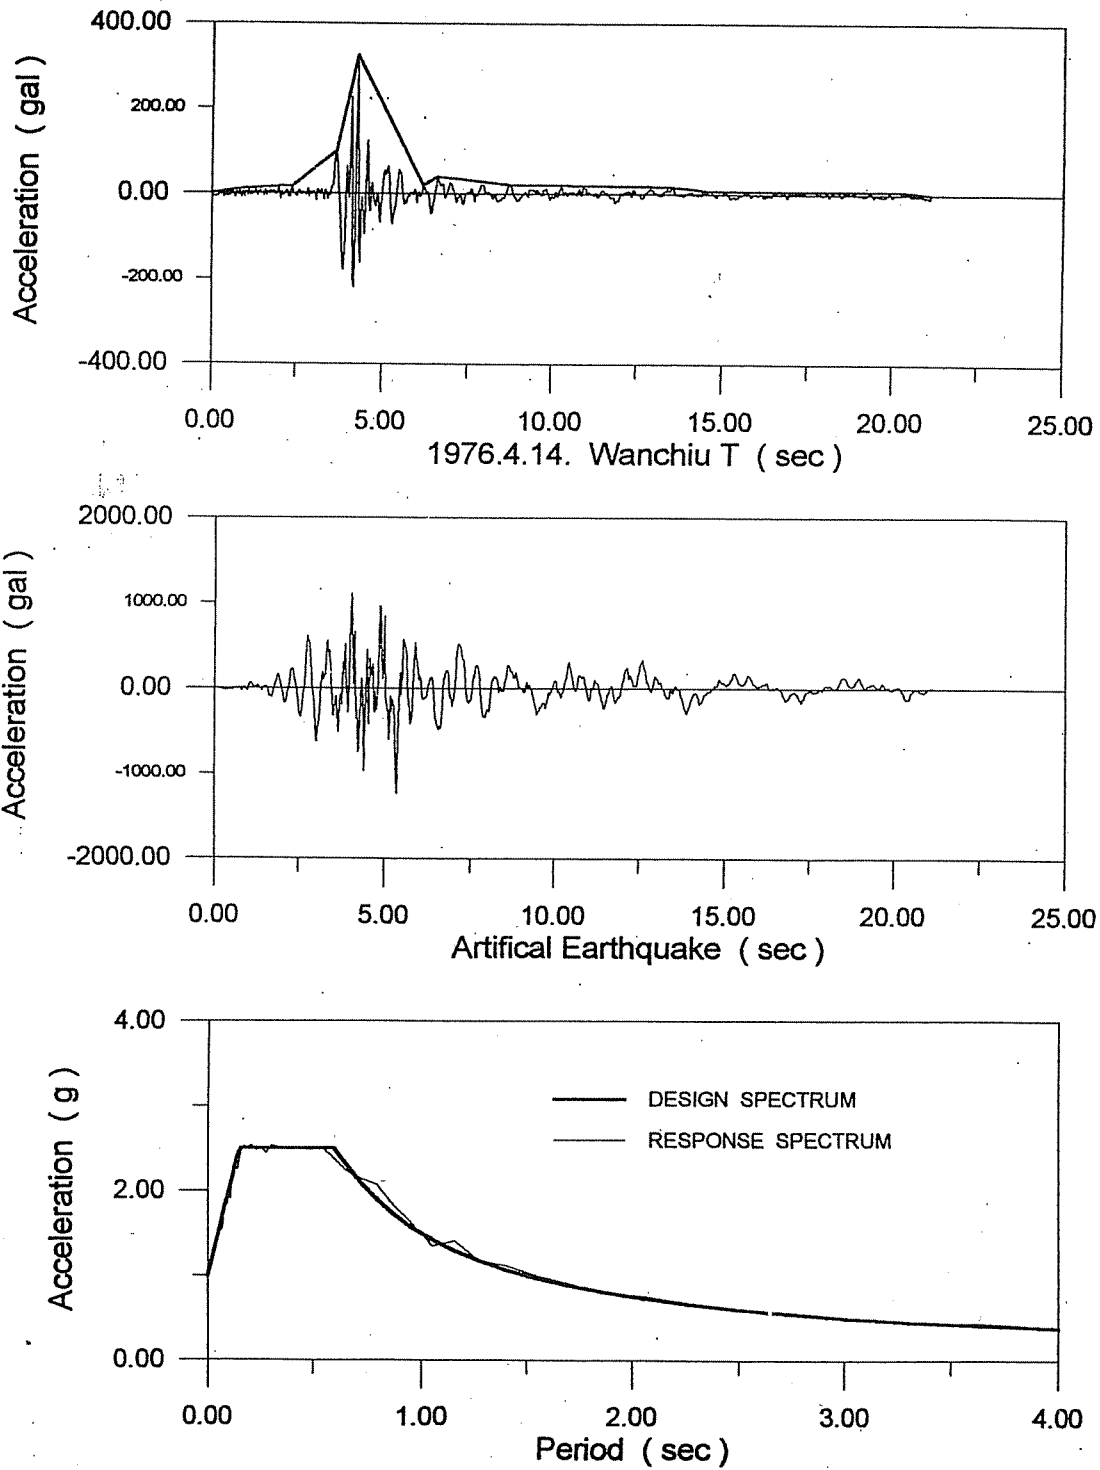 400.00
200.00
0.00
-200.00
-400.00
Acceleration ( gal )
0.00 5.00 10.00 15.00 20.00 25.00
1976.4.14. Wanchiu T ( sec )
2000.00
1000.00
0.00
-1000.00
-2000.00
Acceleration ( gal )
0.00 5.00 10.00 15.00 20.00 25.00
Artifical Earthquake ( sec )
4.00
2.00
0.00
Acceleration ( g )
DESIGN SPECTRUM
RESPONSE SPECTRUM
0.00 1.00 2.00 3.00 4.00
Period ( sec )